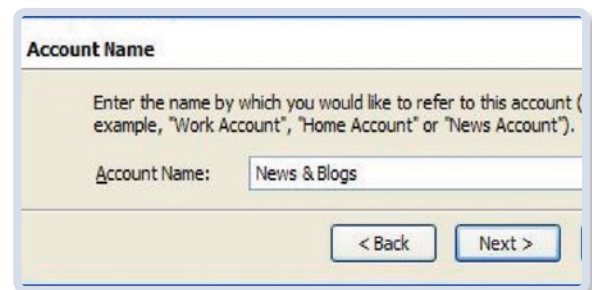 Account Name
Enter the name by which you would like to refer to this account (
example, "Work Account", "Home Account" or "News Account").
Account Name: News & Blogs
< Back Next >